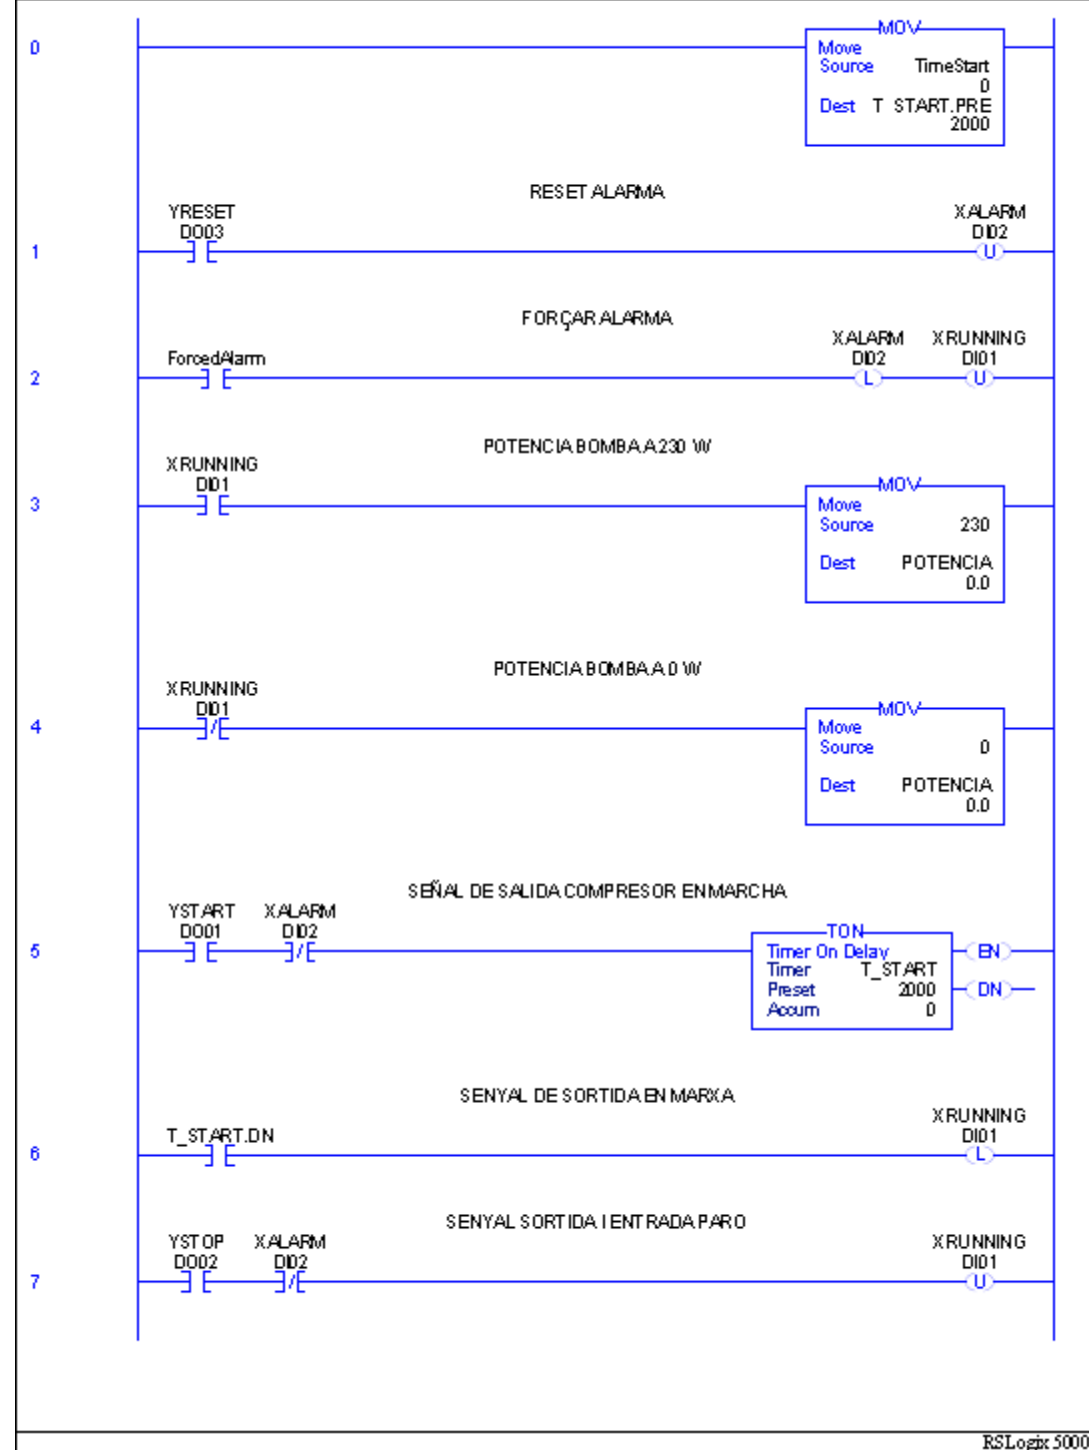 MOV
0
Move
Source TimeStart
0
Dest T_START.PRE
2000
RESET ALARMA
YRESET
DO03
XALARM
DI02
1
U
FORÇAR ALARMA
ForcedAlarm
XALARM
DI02
XRUNNING
DI01
2
L
U
POTENCIA BOMBA A 230 W
XRUNNING
DI01
MOV
3
Move
Source 230
Dest POTENCIA
0.0
POTENCIA BOMBA A 0 W
XRUNNING
DI01
MOV
4
Move
Source 0
Dest POTENCIA
0.0
SEÑAL DE SALIDA COMPRESOR EN MARCHA
YSTART
DO01
XALARM
DI02
TON
5
Timer On Delay
Timer T_START
Preset 2000
Accum 0
EN
DN
SENYAL DE SORTIDA EN MARXA
T_START.DN
XRUNNING
DI01
6
L
SENYAL SORTIDA I ENTRADA PARO
YSTOP
DO02
XALARM
DI02
XRUNNING
DI01
7
U
RSLogix 5000